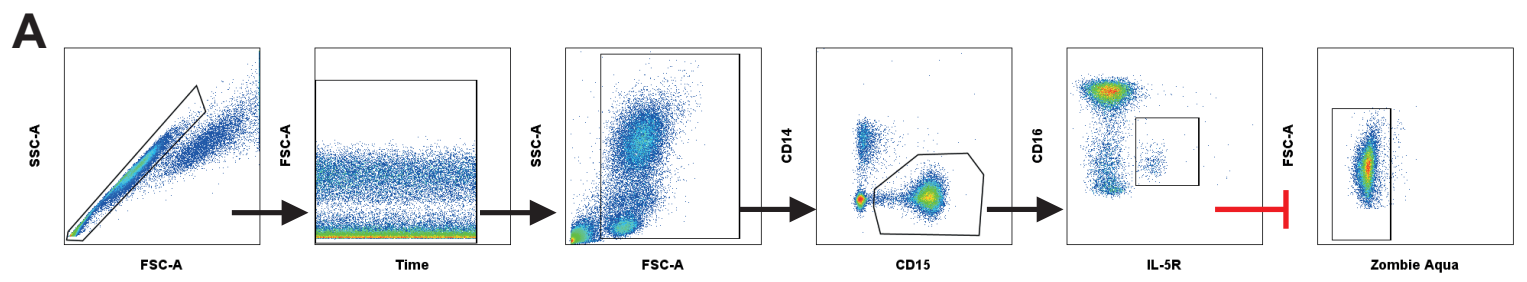 A
SSC-A
FSC-A
FSC-A
Time
SSC-A
FSC-A
CD14
CD15
CD16
IL-5R
FSC-A
Zombie Aqua